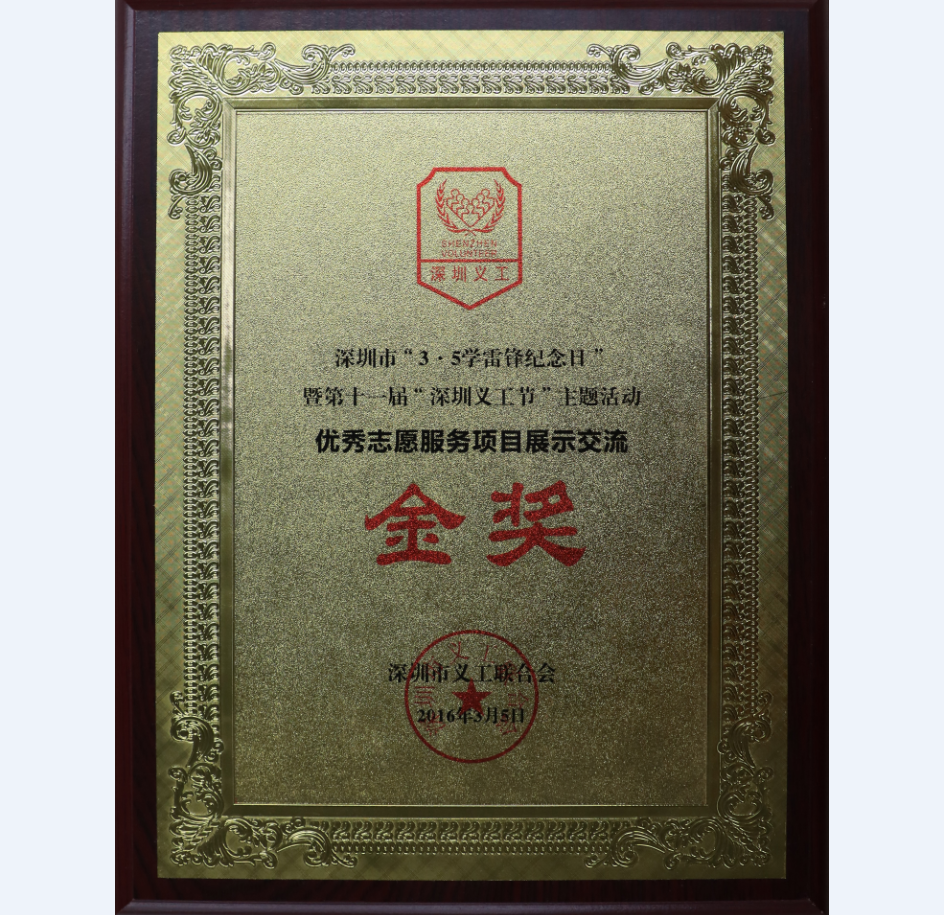 SHENZHEN
VOLUNTEER
深圳义工
深圳市“3·5学雷锋纪念日”
暨第十一届“深圳义工节”主题活动
优秀志愿服务项目展示交流
金奖
深圳市义工联合会
2016年3月5日